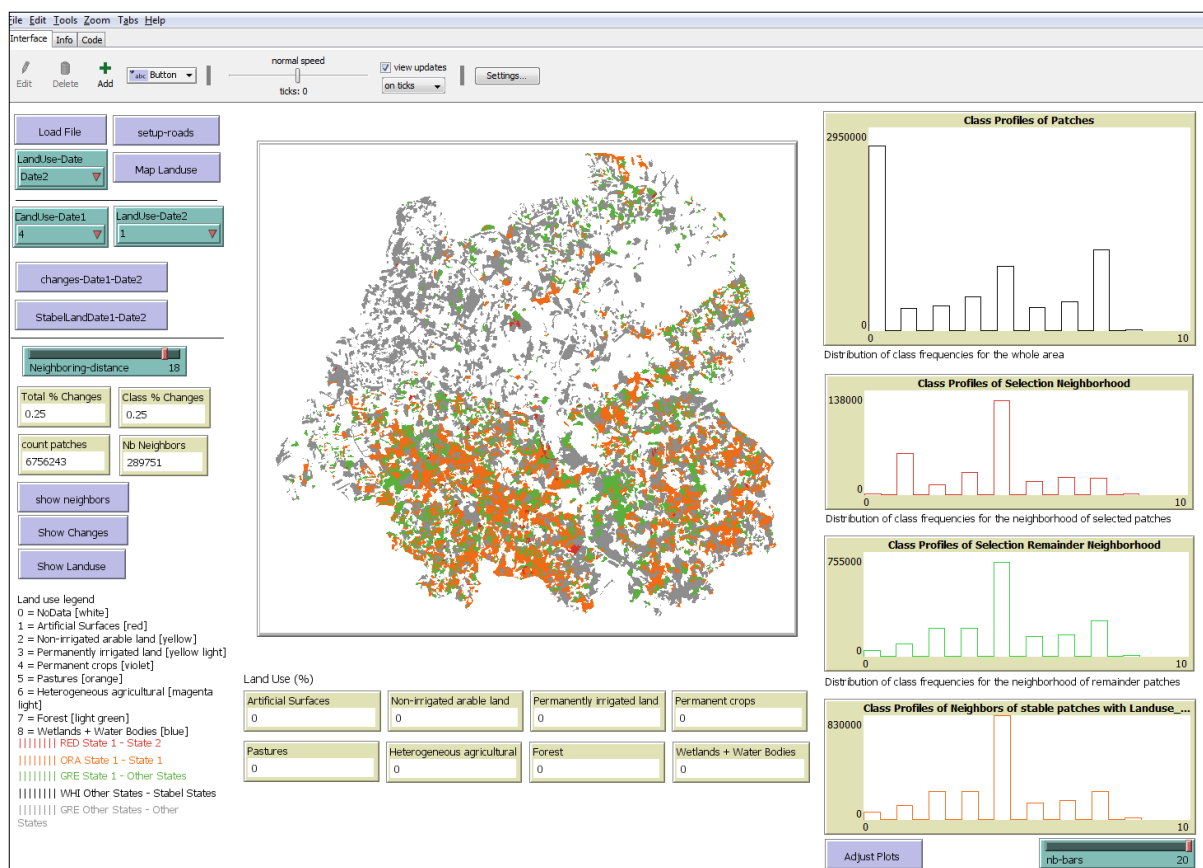 File Edit Tools Zoom Tabs Help
Interface Info Code
Edit Delete Add abc Button normal speed ticks: 0 view updates on ticks Settings...
Load File setup-roads
LandUse-Date Date2 Map Landuse
LandUse-Date1 4 LandUse-Date2 1
changes-Date1-Date2
StabelLandDate1-Date2
Neighboring-distance 18
Total % Changes 0.25 Class % Changes 0.25
count patches 6756243 Nb Neighbors 289751
show neighbors
Show Changes
Show Landuse
Land use legend
0 = NoData [white]
1 = Artificial Surfaces [red]
2 = Non-irrigated arable land [yellow]
3 = Permanently irrigated land [yellow light]
4 = Permanent crops [violet]
5 = Pastures [orange]
6 = Heterogeneous agricultural [magenta
light]
7 = Forest [light green]
8 = Wetlands + Water Bodies [blue]
|||||||| RED State 1 - State 2
|||||||| ORA State 1 - State 1
|||||||| GRE State 1 - Other States
|||||||| WHI Other States - Stabel States
|||||||| GRE Other States - Other
States
Land Use (%)
Artificial Surfaces 0 Non-irrigated arable land 0 Permanently irrigated land 0 Permanent crops 0
Pastures 0 Heterogeneous agricultural 0 Forest 0 Wetlands + Water Bodies 0
Class Profiles of Patches
2950000
0
0 10
Distribution of class frequencies for the whole area
Class Profiles of Selection Neighborhood
138000
0
0 10
Distribution of class frequencies for the neighborhood of selected patches
Class Profiles of Selection Remainder Neighborhood
755000
0
0 10
Distribution of class frequencies for the neighborhood of remainder patches
Class Profiles of Neighbors of stable patches with Landuse_...
830000
0
0 10
Adjust Plots nb-bars 20